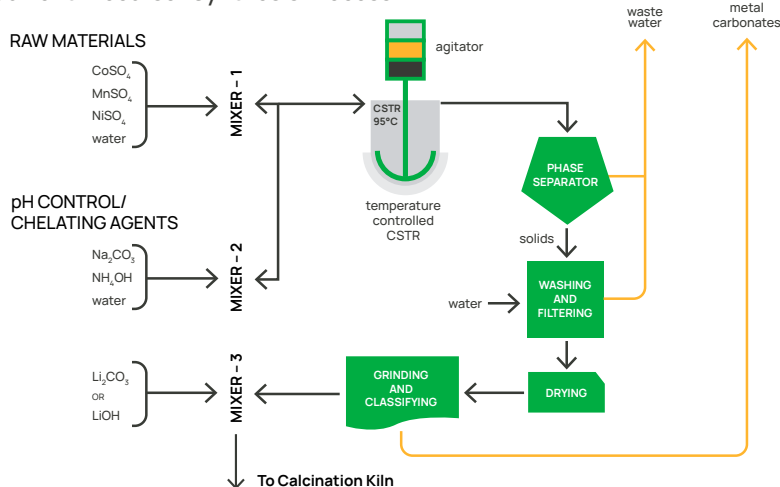 RAW MATERIALS
CoSO₄
MnSO₄
NiSO₄
water
MIXER – 1
agitator
CSTR
95°C
temperature
controlled
CSTR
waste
water
metal
carbonates
PHASE
SEPARATOR
solids
pH CONTROL/
CHELATING AGENTS
Na₂CO₃
NH₄OH
water
MIXER – 2
water
WASHING
AND
FILTERING
Li₂CO₃
OR
LiOH
MIXER – 3
GRINDING
AND
CLASSIFYING
DRYING
To Calcination Kiln